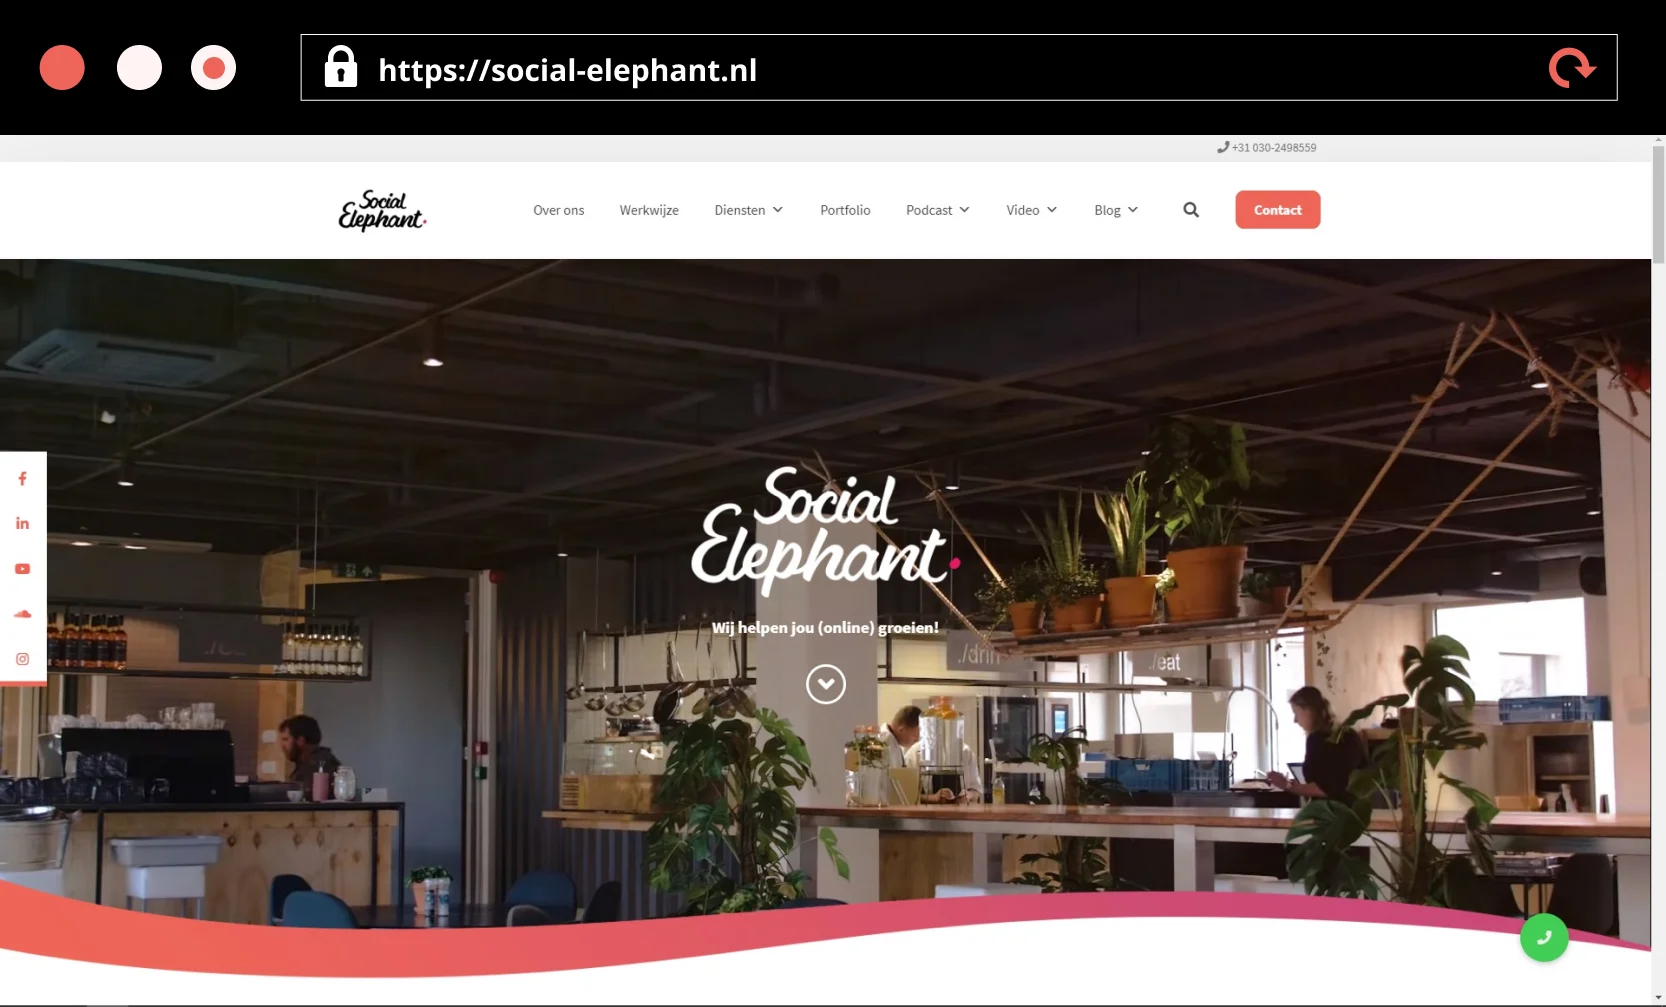 https://social-elephant.nl
+31 030-2498559
Social
Elephant.
Over ons
Werkwijze
Diensten
Portfolio
Podcast
Video
Blog
Contact
Social
Elephant.
Wij helpen jou (online) groeien!
./eat